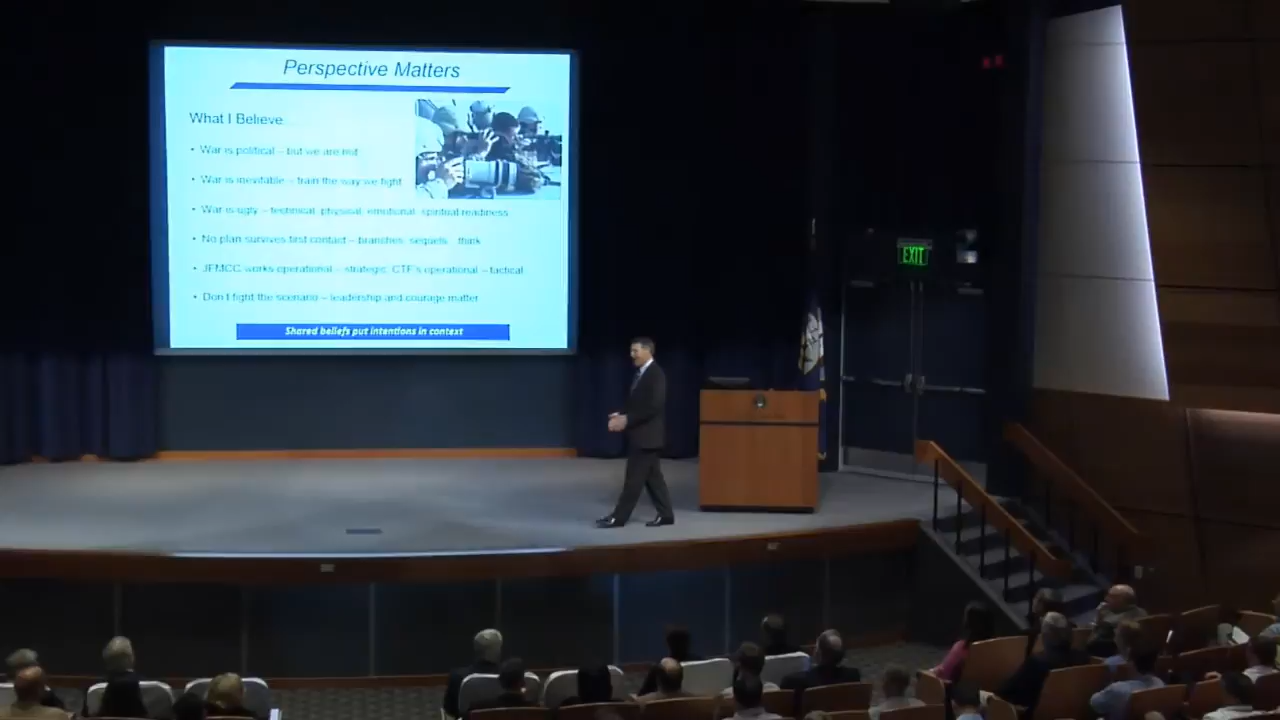 Perspective Matters
What I Believe...
• War is political – but we are not
• War is inevitable – train the way we fight
• War is ugly – technical, physical, emotional, spiritual readiness
• No plan survives first contact – branches, sequels... think
• JFMCC works operational – strategic, CTF's operational – tactical
• Don't fight the scenario – leadership and courage matter
Shared beliefs put intentions in context
EXIT